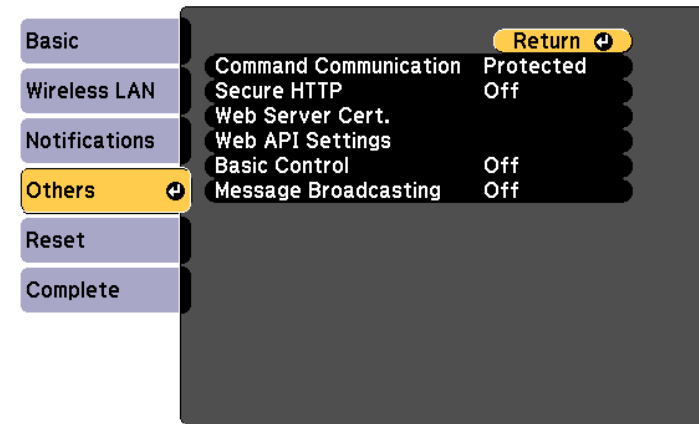 Basic
Wireless LAN
Notifications
Others
Reset
Complete
Return
Command Communication Protected
Secure HTTP Off
Web Server Cert.
Web API Settings
Basic Control Off
Message Broadcasting Off